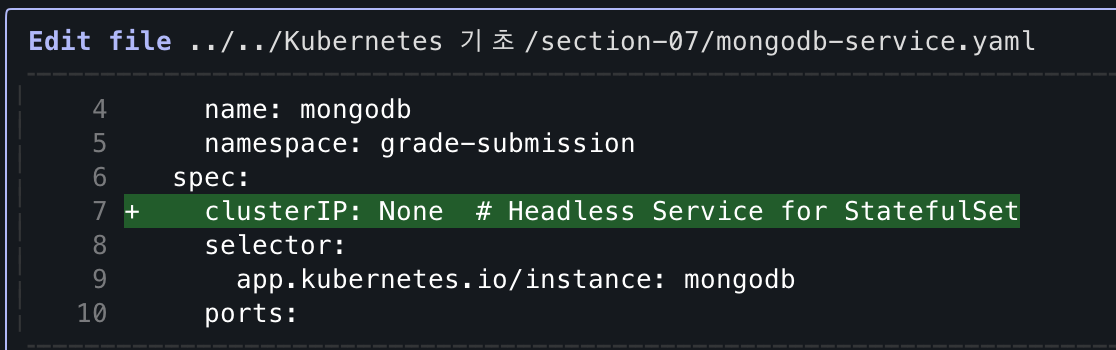 Edit file ../../Kubernetes 기초/section-07/mongodb-service.yaml
4 name: mongodb
5 namespace: grade-submission
6 spec:
7 + clusterIP: None # Headless Service for StatefulSet
8 selector:
9 app.kubernetes.io/instance: mongodb
10 ports: